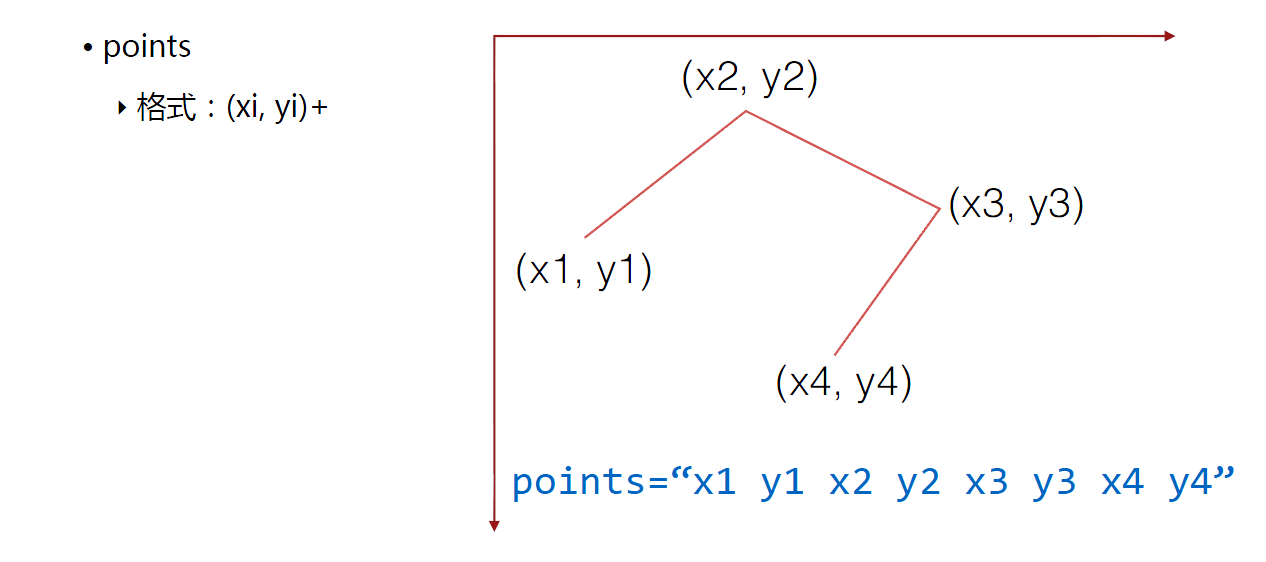 • points
‣ 格式：(xi, yi)+
(x2, y2)
(x3, y3)
(x1, y1)
(x4, y4)
points=“x1 y1 x2 y2 x3 y3 x4 y4”